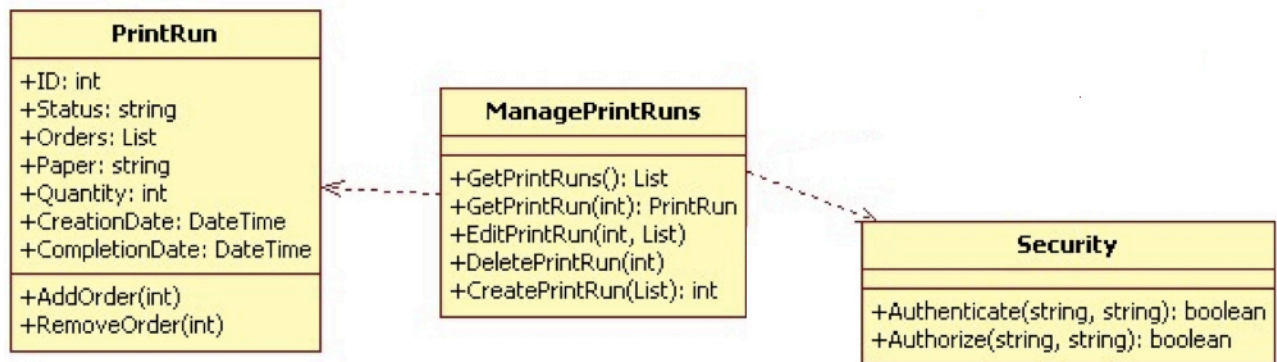 PrintRun
+ID: int
+Status: string
+Orders: List
+Paper: string
+Quantity: int
+CreationDate: DateTime
+CompletionDate: DateTime
+AddOrder(int)
+RemoveOrder(int)
ManagePrintRuns
+GetPrintRuns(): List
+GetPrintRun(int): PrintRun
+EditPrintRun(int, List)
+DeletePrintRun(int)
+CreatePrintRun(List): int
Security
+Authenticate(string, string): boolean
+Authorize(string, string): boolean